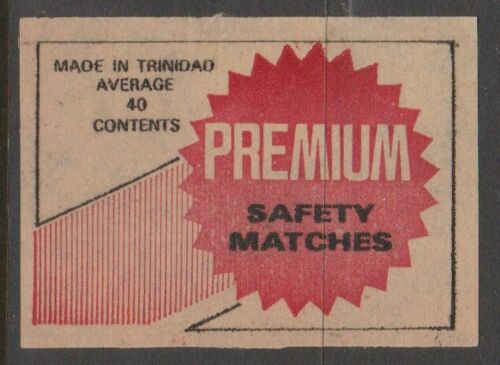 MADE IN TRINIDAD
AVERAGE
40
CONTENTS
PREMIUM
SAFETY
MATCHES